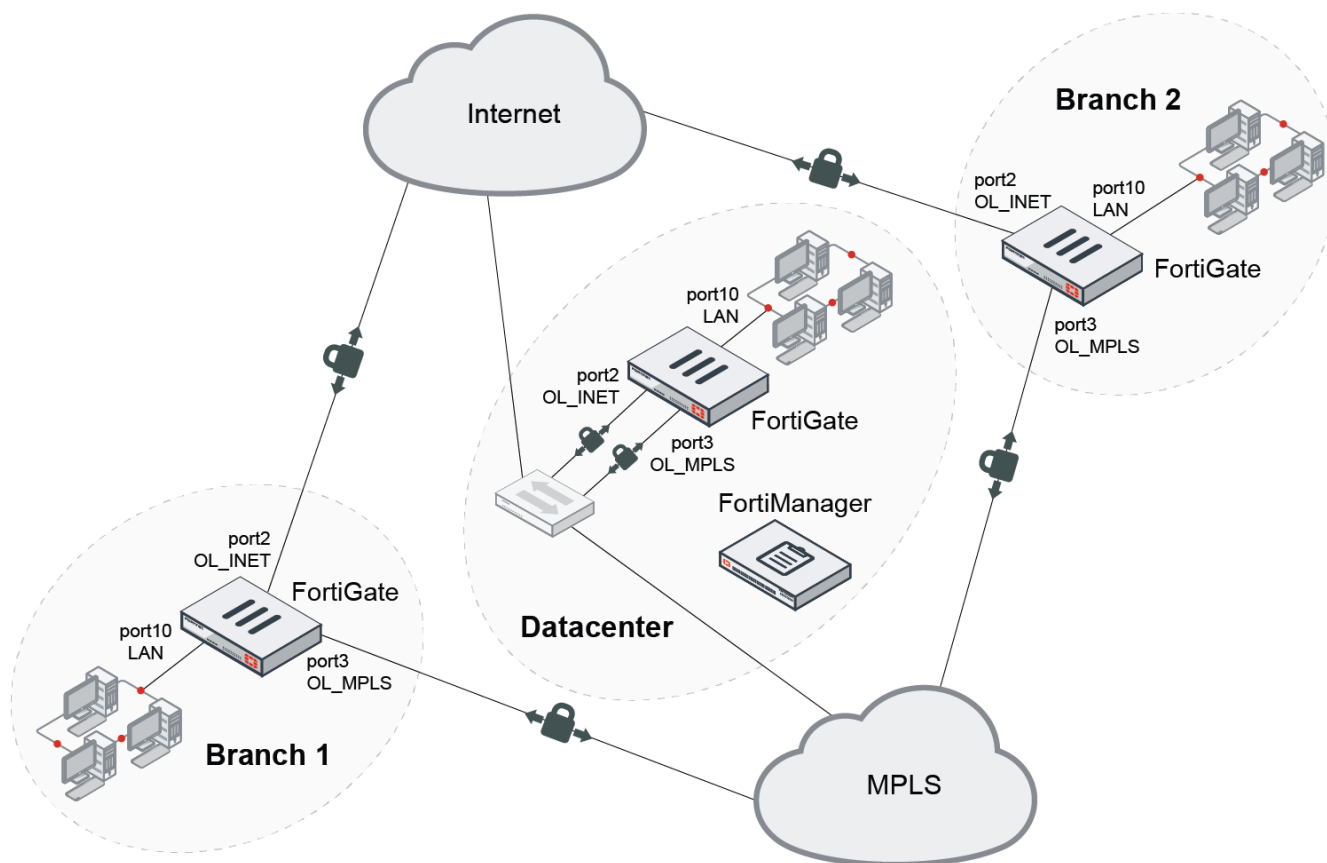 Internet
Branch 2
port2
OL_INET
port10
LAN
FortiGate
port3
OL_MPLS
port10
LAN
port2
OL_INET
FortiGate
port3
OL_MPLS
FortiManager
Datacenter
port2
OL_INET
FortiGate
port10
LAN
port3
OL_MPLS
Branch 1
MPLS